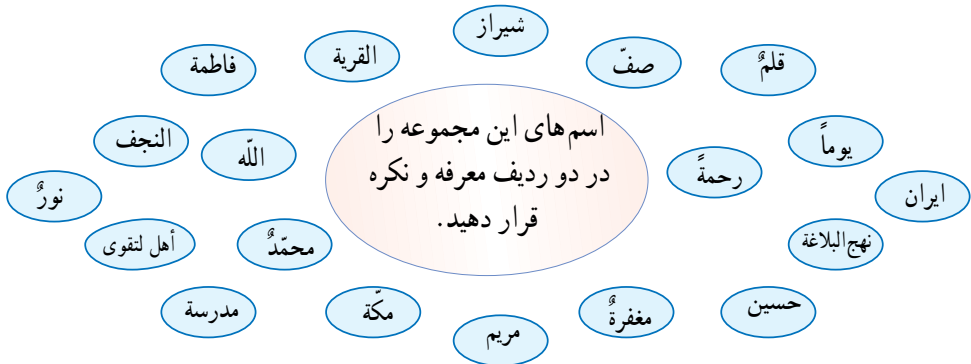 شیراز
فاطمة
القریة
صفّ
قلمٌ
النجف
اللّه
یوماً
رحمةً
نورٌ
ایران
اسم‌های این مجموعه را
در دو ردیف معرفه و نکره
قرار دهید.
أهل لتقوی
محمّدٌ
نهج‌البلاغة
مدرسة
مکّة
مریم
مغفرةٌ
حسین